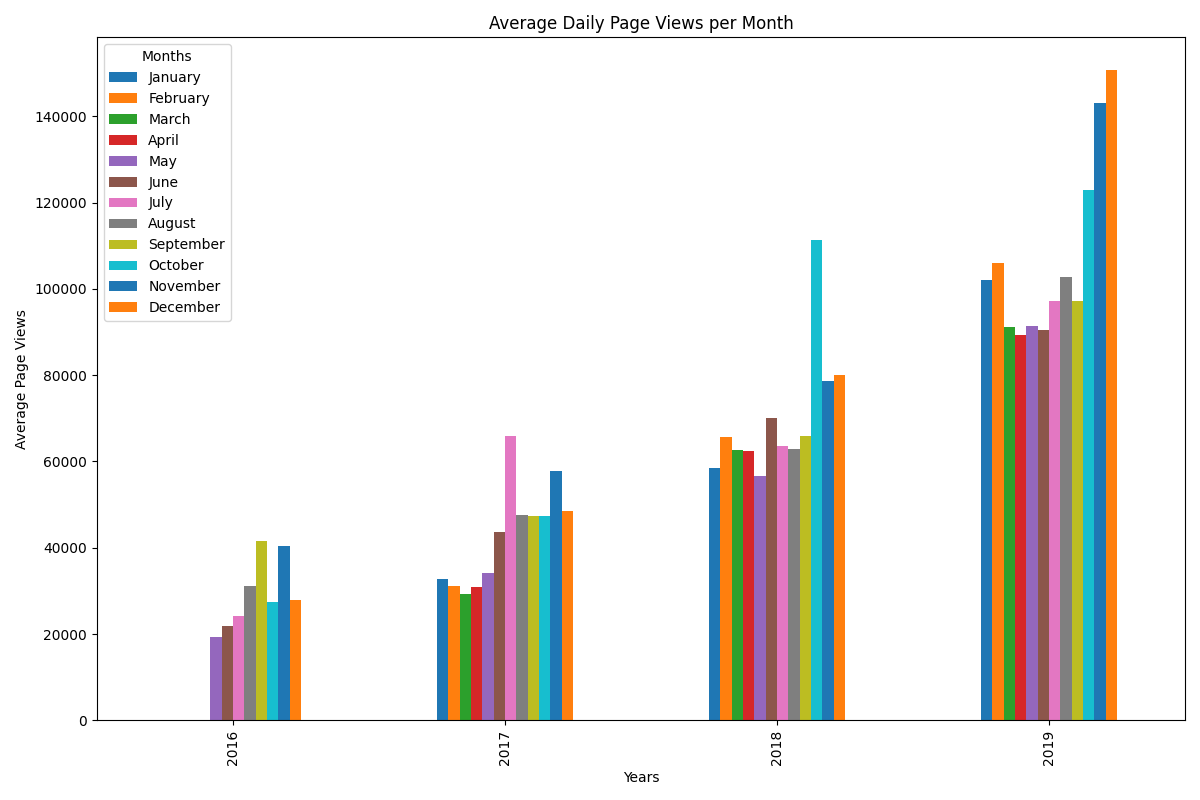 Average Daily Page Views per Month
Months
January
February
March
April
May
June
July
August
September
October
November
December
Average Page Views
140000
120000
100000
80000
60000
40000
20000
0
2016
2017
2018
2019
Years